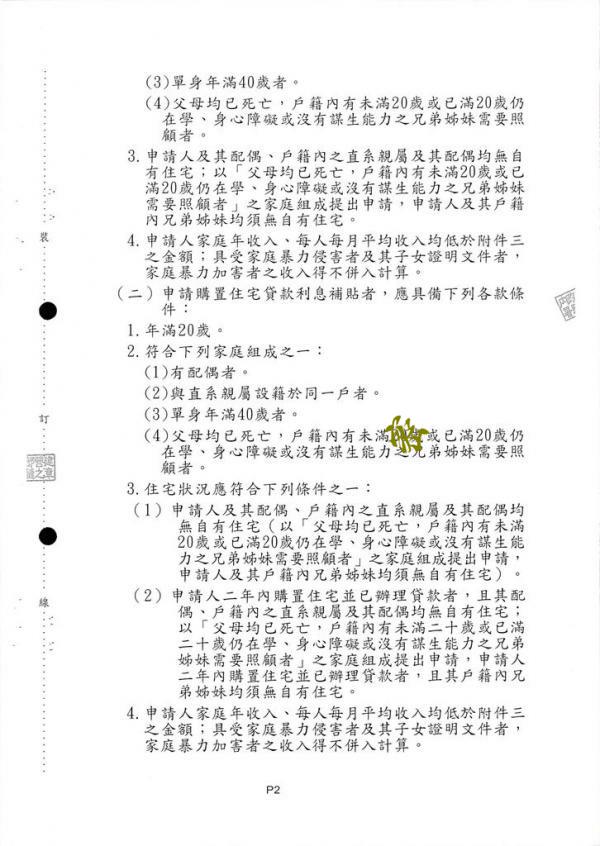 (3)單身年滿40歲者。
(4)父母均已死亡，戶籍內有未滿20歲或已滿20歲仍
在學、身心障礙或沒有謀生能力之兄弟姊妹需要照
顧者。
3.申請人及其配偶、戶籍內之直系親屬及其配偶均無自
有住宅；以「父母均已死亡，戶籍內有未滿20歲或已
滿20歲仍在學、身心障礙或沒有謀生能力之兄弟姊妹
需要照顧者」之家庭組成提出申請，申請人及其戶籍
內兄弟姊妹均須無自有住宅。
4.申請人家庭年收入、每人每月平均收入均低於附件三
之金額；具受家庭暴力侵害者及其子女證明文件者，
家庭暴力加害者之收入得不併入計算。
(二)申請購置住宅貸款利息補貼者，應具備下列各款條
件：
1.年滿20歲。
2.符合下列家庭組成之一：
(1)有配偶者。
(2)與直系親屬設籍於同一戶者。
(3)單身年滿40歲者。
(4)父母均已死亡，戶籍內有未滿 歲或已滿20歲仍
在學、身心障礙或沒有謀生能力之兄弟姊妹需要照
顧者。
3.住宅狀況應符合下列條件之一：
(1)申請人及其配偶、戶籍內之直系親屬及其配偶均
無自有住宅（以「父母均已死亡，戶籍內有未滿
20歲或已滿20歲仍在學、身心障礙或沒有謀生能
力之兄弟姊妹需要照顧者」之家庭組成提出申請，
申請人及其戶籍內兄弟姊妹均須無自有住宅）。
(2)申請人二年內購置住宅並已辦理貸款者，且其配
偶、戶籍內之直系親屬及其配偶均無自有住宅；
以「父母均已死亡，戶籍內有未滿二十歲或已滿
二十歲仍在學、身心障礙或沒有謀生能力之兄弟
姊妹需要照顧者」之家庭組成提出申請，申請人
二年內購置住宅並已辦理貸款者，且其戶籍內兄
弟姊妹均須無自有住宅。
4.申請人家庭年收入、每人每月平均收入均低於附件三
之金額；具受家庭暴力侵害者及其子女證明文件者，
家庭暴力加害者之收入得不併入計算。
裝
訂
線
P2